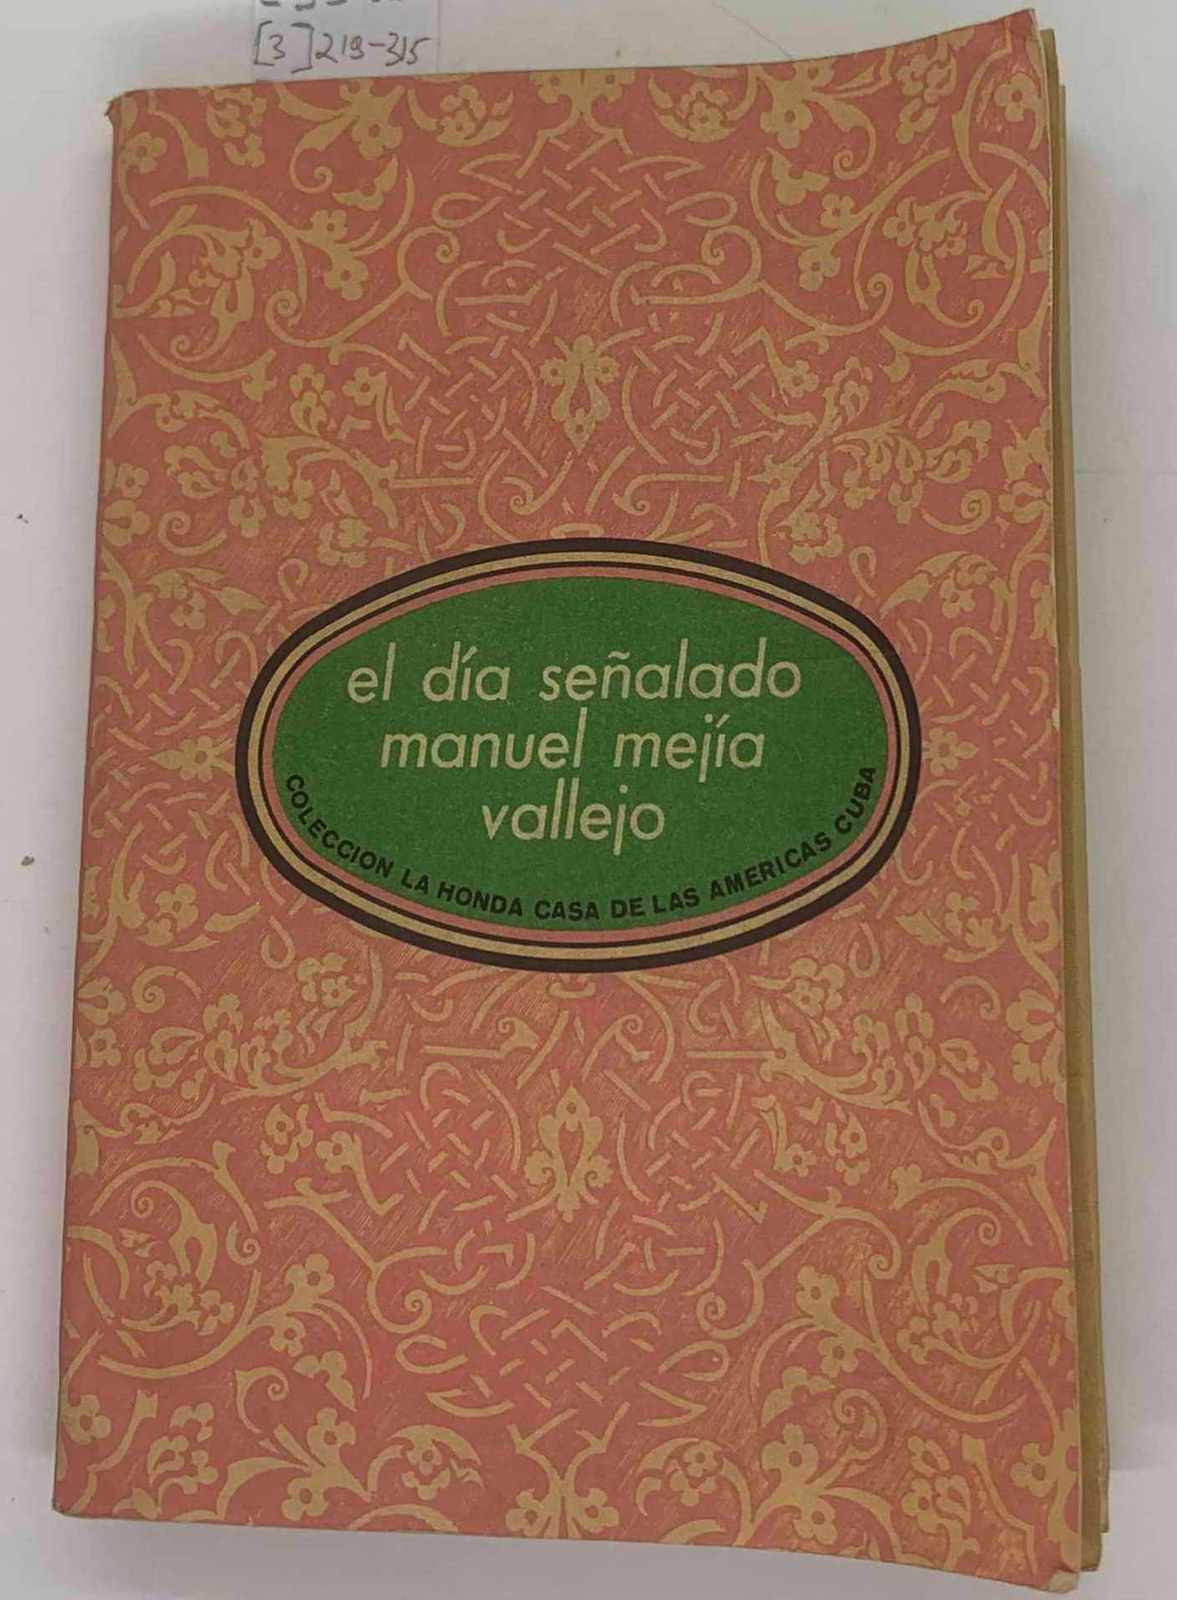 [3] 219-315
el día señalado
manuel mejía
vallejo
COLECCION LA HONDA CASA DE LAS AMERICAS CUBA